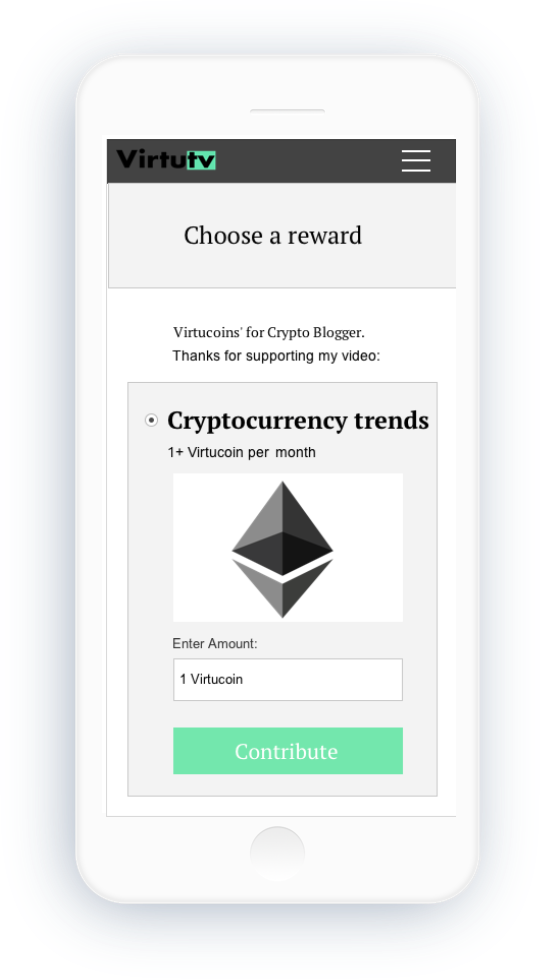 Virtutv
Choose a reward
Virtucoins' for Crypto Blogger.
Thanks for supporting my video:
Cryptocurrency trends
1+ Virtucoin per month
Enter Amount:
1 Virtucoin
Contribute